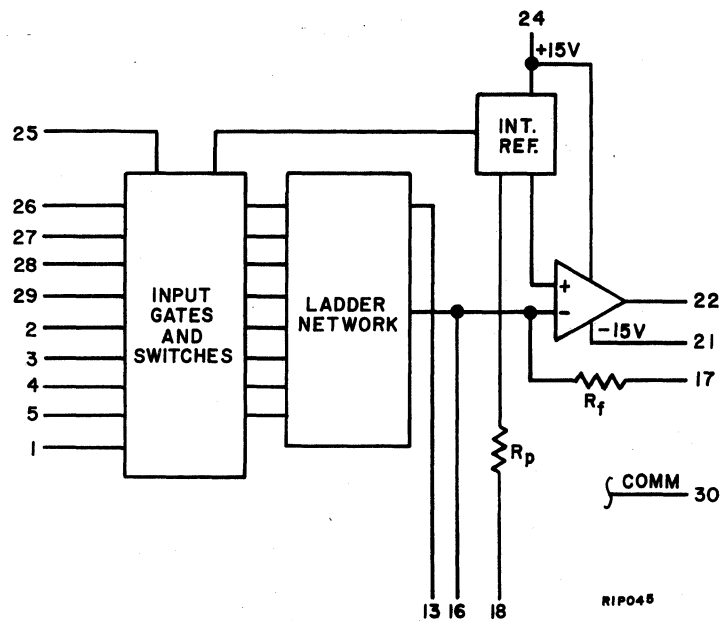 24
+15V
25
INT.
REF.
26
27
28
29
2
3
4
5
1
INPUT
GATES
AND
SWITCHES
LADDER
NETWORK
+
-
22
-15V
21
17
Rf
Rp
COMM
30
13 16 18
RIP045